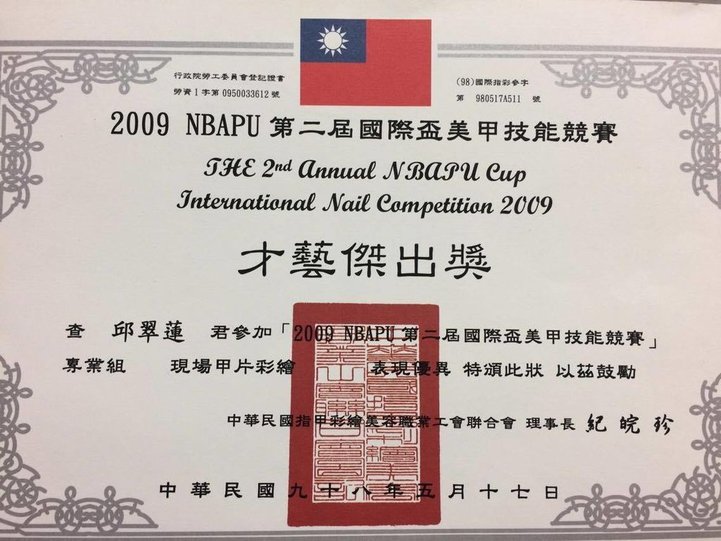 行政院勞工委員會登記證書
勞資1字第0950033612號
(98)國際指彩參字
第 980517A511 號
2009 NBAPU 第二屆國際盃美甲技能競賽
THE 2nd Annual NBAPU Cup
International Nail Competition 2009
才藝傑出獎
查 邱翠蓮 君參加「2009 NBAPU 第二屆國際盃美甲技能競賽」
專業組 現場甲片彩繪 表現優異 特頒此狀 以茲鼓勵
中華民國指甲彩繪美容職業工會聯合會 理事長 紀皖珍
中華民國九十八年五月十七日